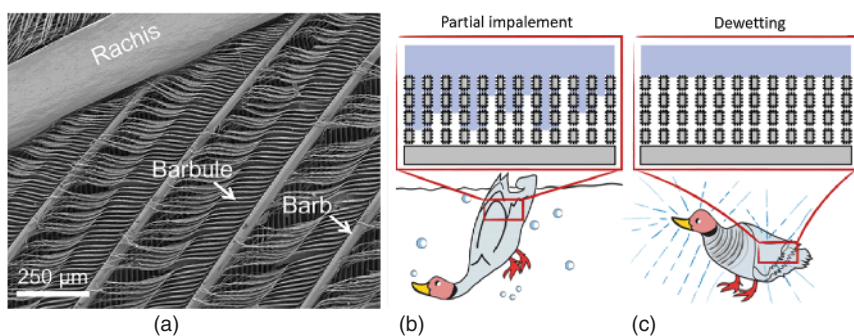 Partial impalement
Dewetting
Rachis
Barbule
Barb
250 μm
(a)
(b)
(c)